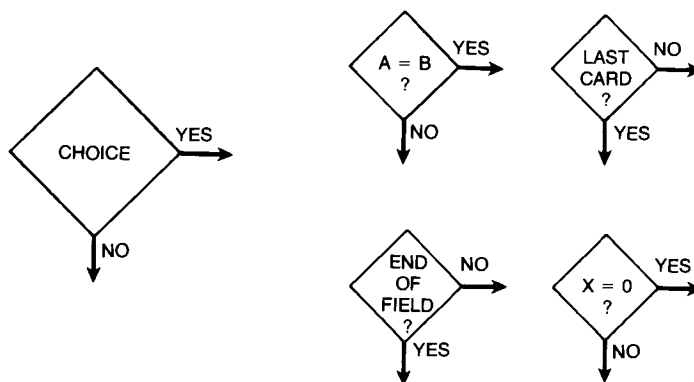 CHOICE
YES
NO
A = B
?
YES
NO
LAST
CARD
?
NO
YES
END
OF
FIELD
?
NO
YES
X = 0
?
YES
NO